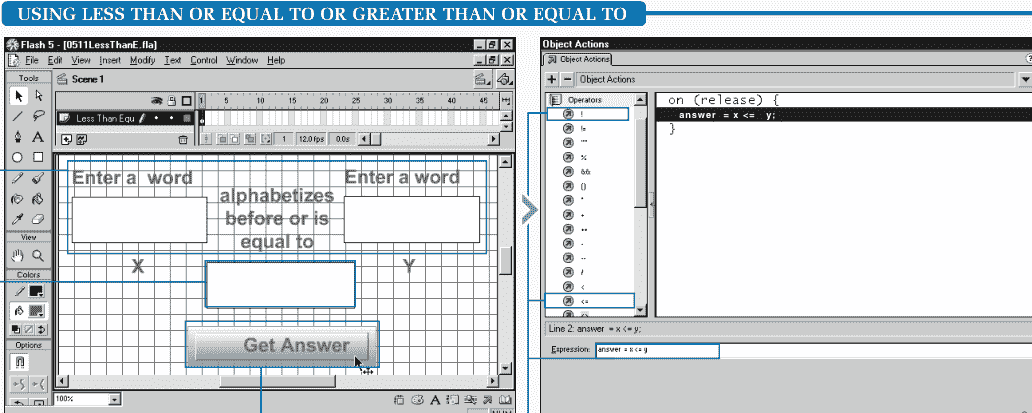 USING LESS THAN OR EQUAL TO OR GREATER THAN OR EQUAL TO
Flash 5 - [0511LessThanE.fla]
File Edit View Insert Modify Text Control Window Help
Tools
Scene 1
1 5 10 15 20 25 30 35 40 45
Less Than Equ
1 12.0 fps 0.0s
Enter a word
alphabetizes
before or is
equal to
Enter a word
X
Y
Get Answer
View
Colors
Options
100%
Object Actions
Object Actions
Object Actions
Operators
!
!=
""
%
&&
()
*
+
++
-
--
/
<
<=
on (release) {
answer = x <= y;
}
Line 2: answer = x <= y;
Expression: answer = x <= y